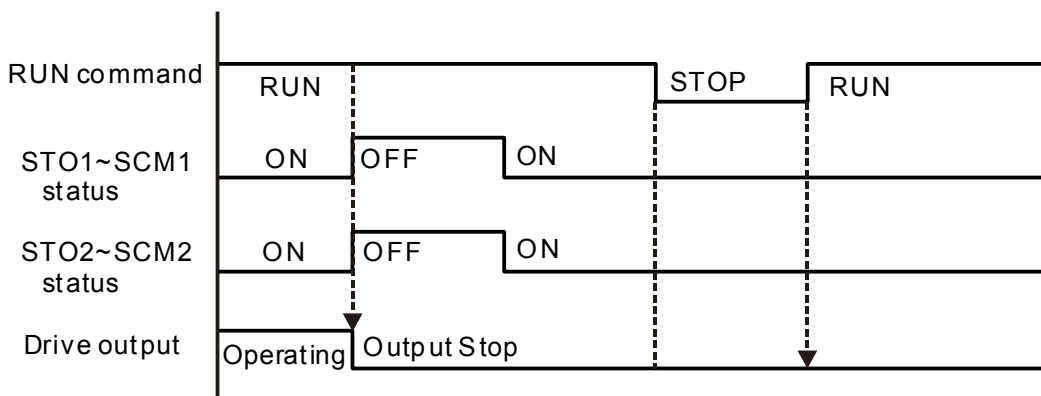 RUN command
RUN
STOP
RUN
STO1~SCM1
status
ON
OFF
ON
STO2~SCM2
status
ON
OFF
ON
Drive output
Operating
Output Stop